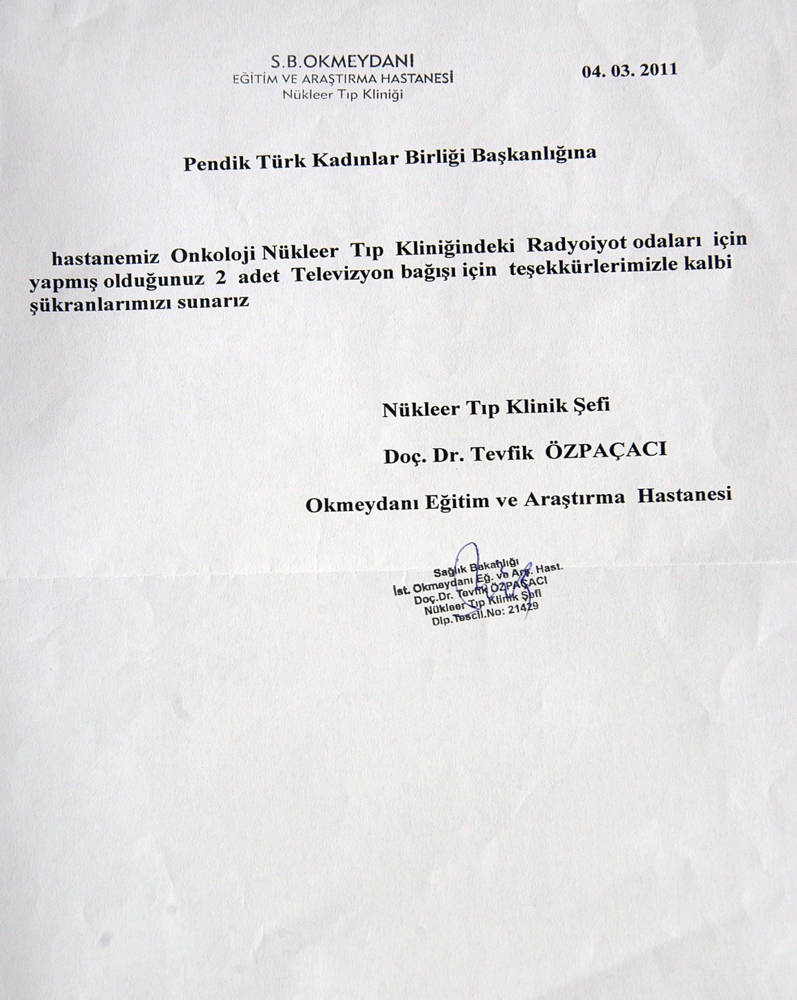 S.B.OKMEYDANI
EĞİTİM VE ARAŞTIRMA HASTANESİ
Nükleer Tıp Kliniği
04. 03. 2011
Pendik Türk Kadınlar Birliği Başkanlığına
hastanemiz Onkoloji Nükleer Tıp Kliniğindeki Radyoiyot odaları için
yapmış olduğunuz 2 adet Televizyon bağışı için teşekkürlerimizle kalbi
şükranlarımızı sunarız
Nükleer Tıp Klinik Şefi
Doç. Dr. Tevfik ÖZPAÇACI
Okmeydanı Eğitim ve Araştırma Hastanesi
Sağlık Bakanlığı
İst. Okmeydanı Eğ. ve Arş. Hast.
Doç.Dr. Tevfik ÖZPAÇACI
Nükleer Tıp Klinik Şefi
Dip.Tescil.No: 21429